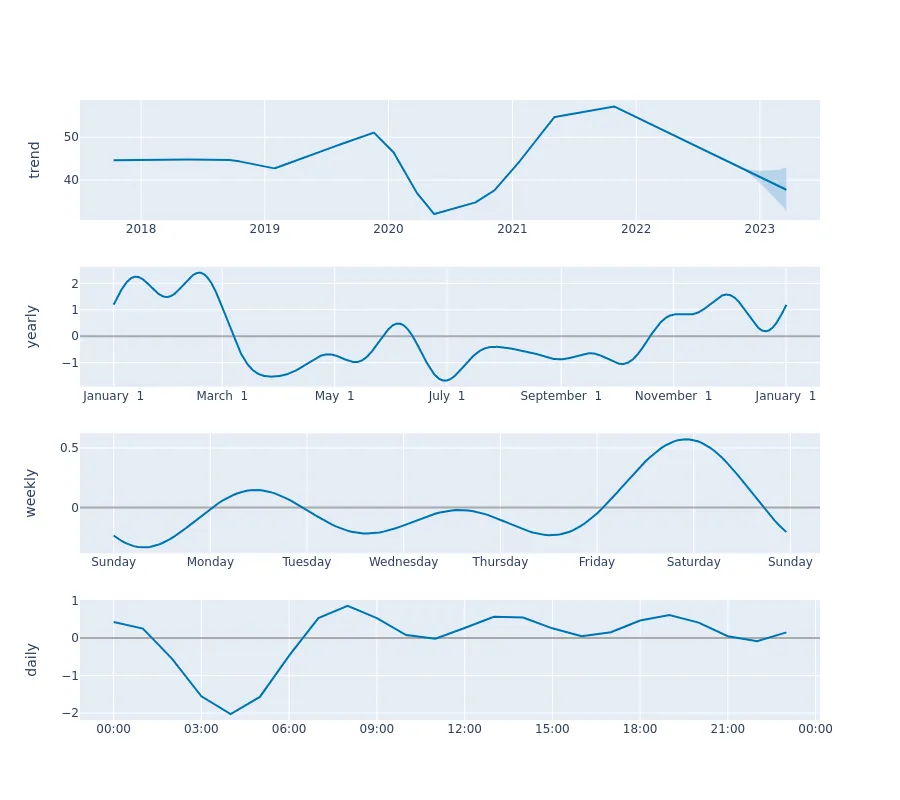 trend
50
40
2018 2019 2020 2021 2022 2023
yearly
2
1
0
−1
January 1 March 1 May 1 July 1 September 1 November 1 January 1
weekly
0.5
0
Sunday Monday Tuesday Wednesday Thursday Friday Saturday Sunday
daily
1
0
−1
−2
00:00 03:00 06:00 09:00 12:00 15:00 18:00 21:00 00:00